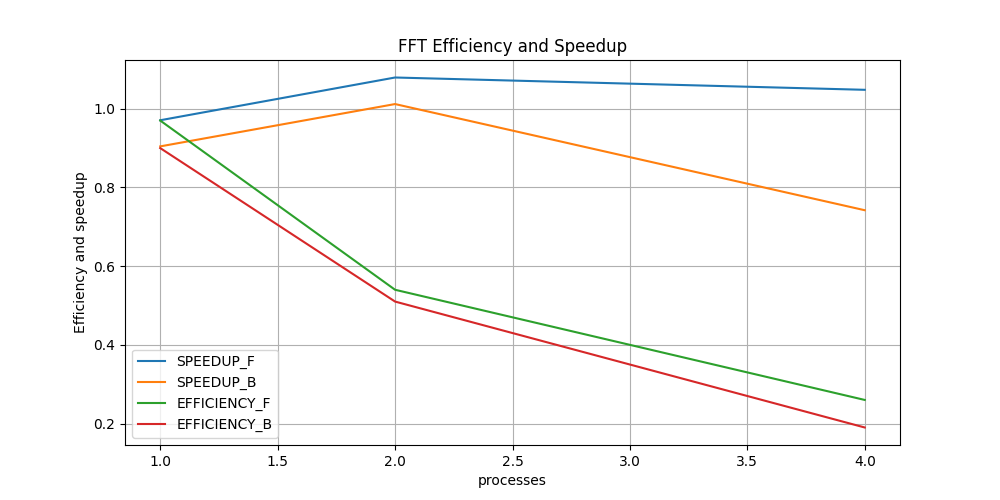 FFT Efficiency and Speedup
Efficiency and speedup
1.0
0.8
0.6
0.4
0.2
SPEEDUP_F
SPEEDUP_B
EFFICIENCY_F
EFFICIENCY_B
1.0 1.5 2.0 2.5 3.0 3.5 4.0
processes